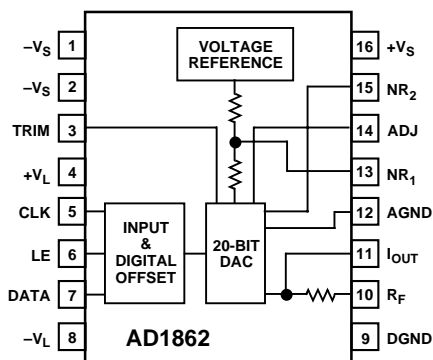 –VS 1
–VS 2
TRIM 3
+VL 4
CLK 5
LE 6
DATA 7
–VL 8
VOLTAGE
REFERENCE
INPUT
&
DIGITAL
OFFSET
20-BIT
DAC
AD1862
16 +VS
15 NR2
14 ADJ
13 NR1
12 AGND
11 IOUT
10 RF
9 DGND